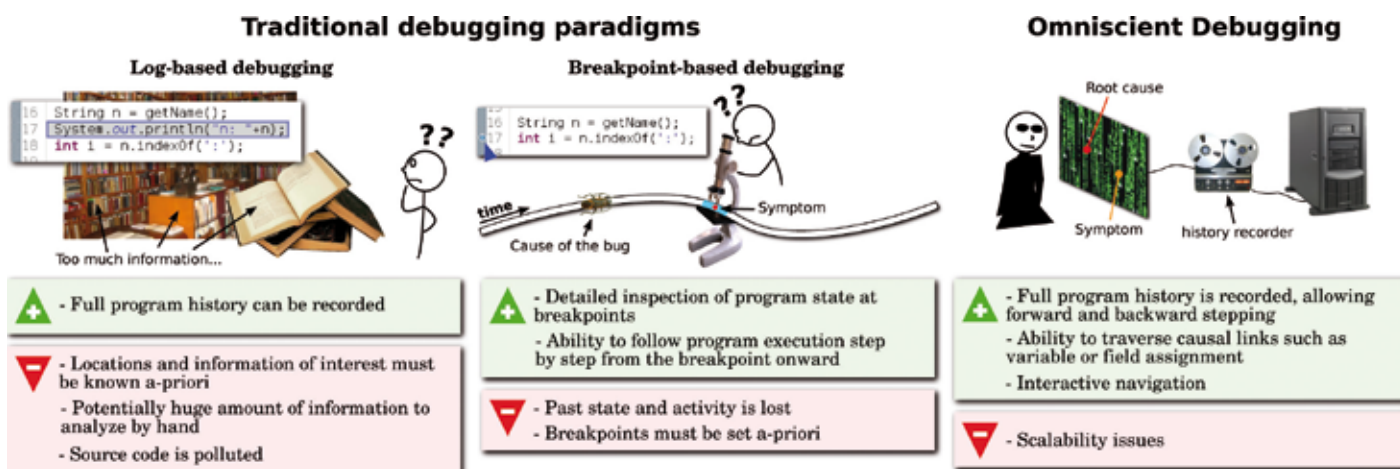 Traditional debugging paradigms
Log-based debugging
16 String n = getName();
17 System.out.println("n: "+n);
18 int i = n.indexOf(':');
??
Too much information...
+ - Full program history can be recorded
- - Locations and information of interest must
be known a-priori
- Potentially huge amount of information to
analyze by hand
- Source code is polluted
Breakpoint-based debugging
16 String n = getName();
17 int i = n.indexOf(':');
??
time
Symptom
Cause of the bug
+ - Detailed inspection of program state at
breakpoints
- Ability to follow program execution step
by step from the breakpoint onward
- - Past state and activity is lost
- Breakpoints must be set a-priori
Omniscient Debugging
Root cause
Symptom
history recorder
+ - Full program history is recorded, allowing
forward and backward stepping
- Ability to traverse causal links such as
variable or field assignment
- Interactive navigation
- - Scalability issues